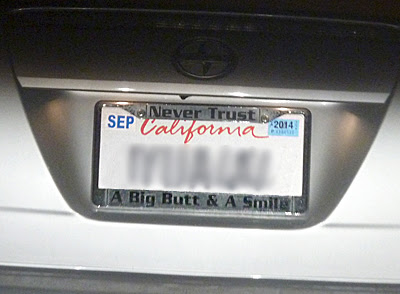 Never Trust
SEP California 2014
A Big Butt & A Smile